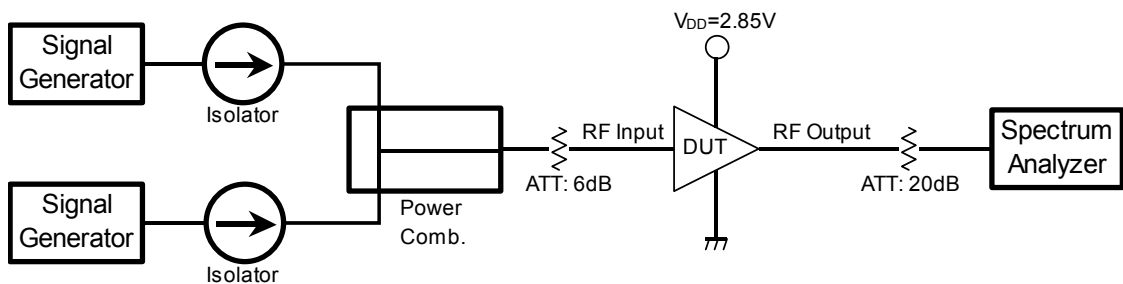 Signal
Generator
Isolator
Power
Comb.
Signal
Generator
Isolator
ATT: 6dB
RF Input
VDD=2.85V
DUT
RF Output
ATT: 20dB
Spectrum
Analyzer